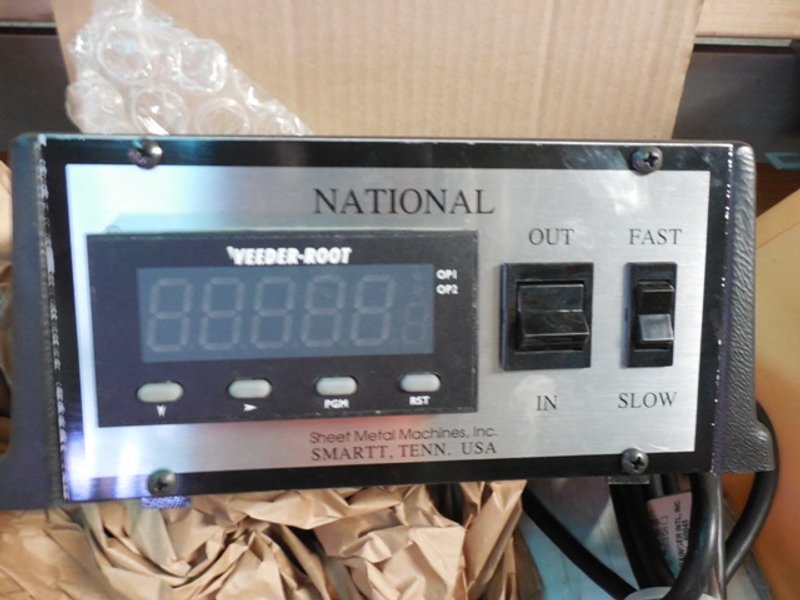 NATIONAL
VEEDER-ROOT
OP1
OP2
PGM
RST
OUT
IN
FAST
SLOW
Sheet Metal Machines, Inc.
SMARTT, TENN. USA